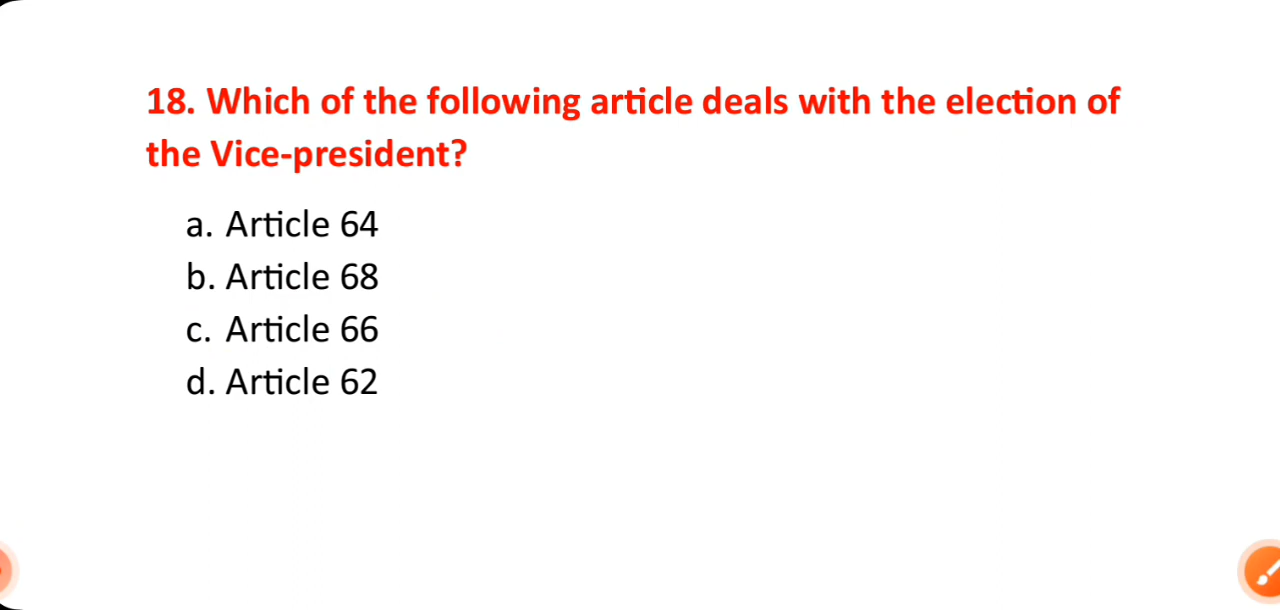 18. Which of the following article deals with the election of
the Vice-president?
a. Article 64
b. Article 68
c. Article 66
d. Article 62